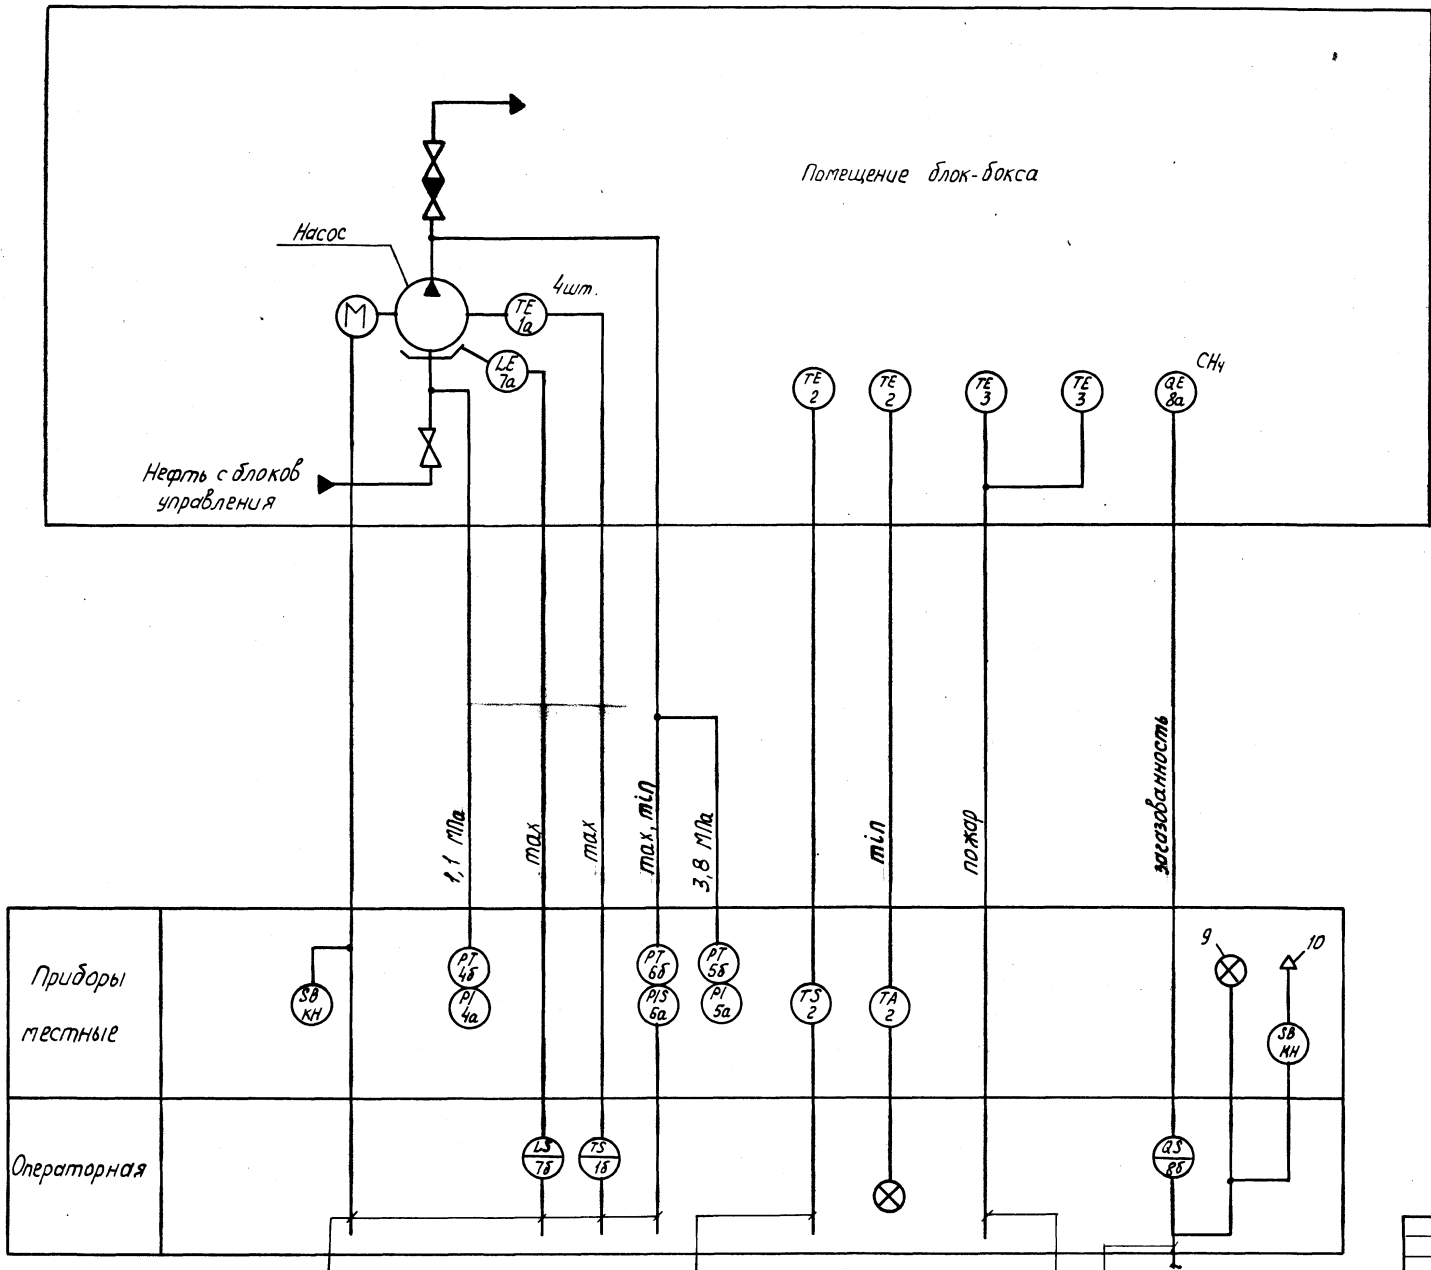 Помещение блок-бокса
Насос
4шт.
М
TE
1а
LE
7а
Нефть с блоков
управления
TE
2
TE
2
TE
3
TE
3
QE
8а
CH4
1,1 МПа
max
max
max, min
3,8 МПа
min
пожар
загазованность
Приборы
местные
SB
КН
PT
4б
PI
4а
PT
6б
PIS
6а
PT
5б
PI
5а
TS
2
TA
2
9
10
SB
КН
Операторная
LS
7б
TS
1б
QS
8б